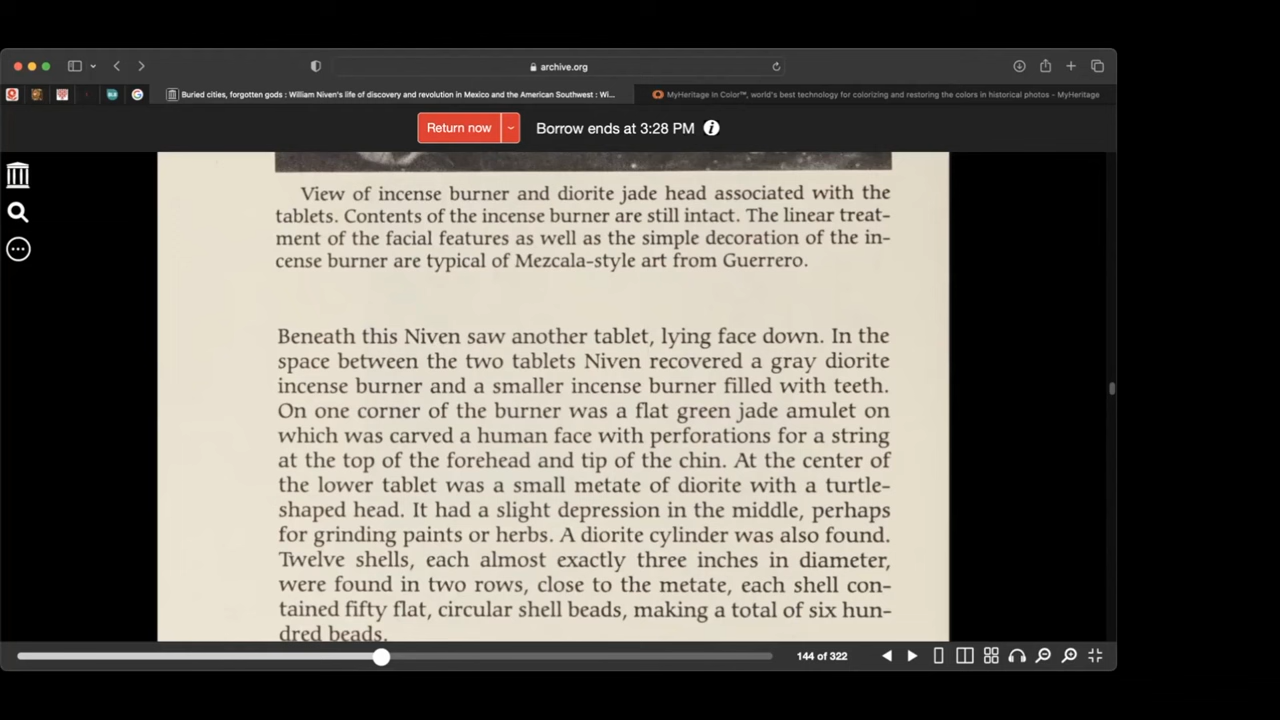 archive.org
Buried cities, forgotten gods : William Niven's life of discovery and revolution in Mexico and the American Southwest : Wi...
MyHeritage In Color™, world's best technology for colorizing and restoring the colors in historical photos - MyHeritage
Return now
Borrow ends at 3:28 PM
View of incense burner and diorite jade head associated with the
tablets. Contents of the incense burner are still intact. The linear treat-
ment of the facial features as well as the simple decoration of the in-
cense burner are typical of Mezcala-style art from Guerrero.
Beneath this Niven saw another tablet, lying face down. In the
space between the two tablets Niven recovered a gray diorite
incense burner and a smaller incense burner filled with teeth.
On one corner of the burner was a flat green jade amulet on
which was carved a human face with perforations for a string
at the top of the forehead and tip of the chin. At the center of
the lower tablet was a small metate of diorite with a turtle-
shaped head. It had a slight depression in the middle, perhaps
for grinding paints or herbs. A diorite cylinder was also found.
Twelve shells, each almost exactly three inches in diameter,
were found in two rows, close to the metate, each shell con-
tained fifty flat, circular shell beads, making a total of six hun-
dred beads.
144 of 322